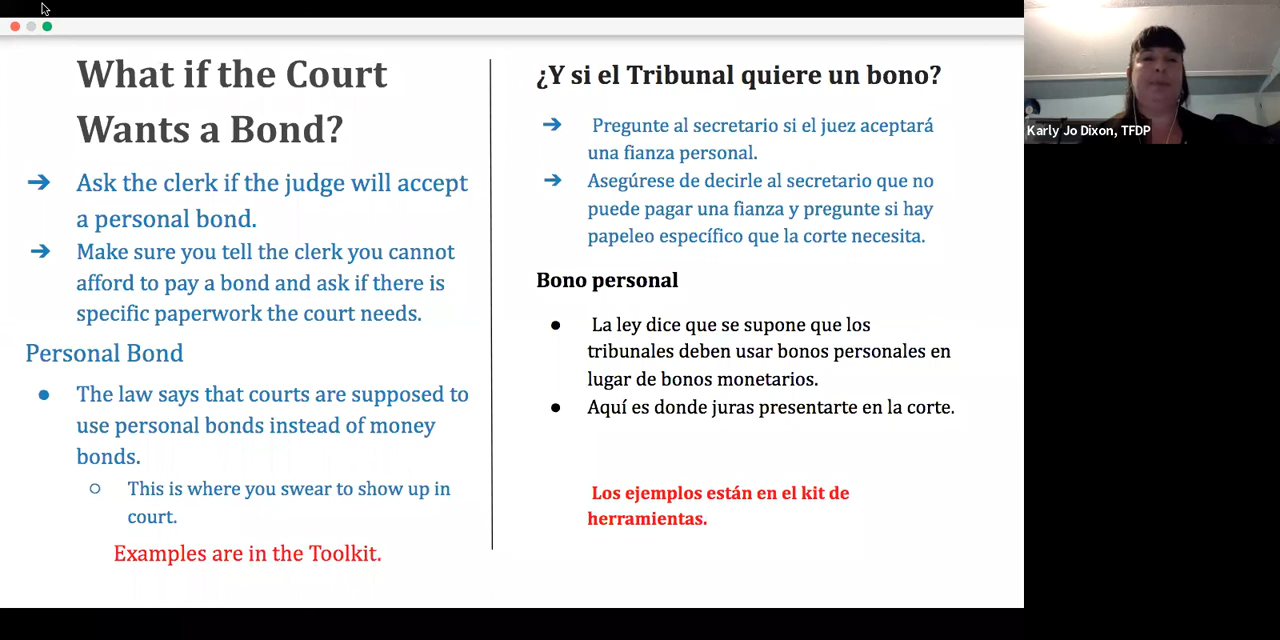 What if the Court
Wants a Bond?
➔ Ask the clerk if the judge will accept
a personal bond.
➔ Make sure you tell the clerk you cannot
afford to pay a bond and ask if there is
specific paperwork the court needs.
Personal Bond
● The law says that courts are supposed to
use personal bonds instead of money
bonds.
○ This is where you swear to show up in
court.
Examples are in the Toolkit.
¿Y si el Tribunal quiere un bono?
➔ Pregunte al secretario si el juez aceptará
una fianza personal.
➔ Asegúrese de decirle al secretario que no
puede pagar una fianza y pregunte si hay
papeleo específico que la corte necesita.
Bono personal
● La ley dice que se supone que los
tribunales deben usar bonos personales en
lugar de bonos monetarios.
● Aquí es donde juras presentarte en la corte.
Los ejemplos están en el kit de
herramientas.
Karly Jo Dixon, TFDP